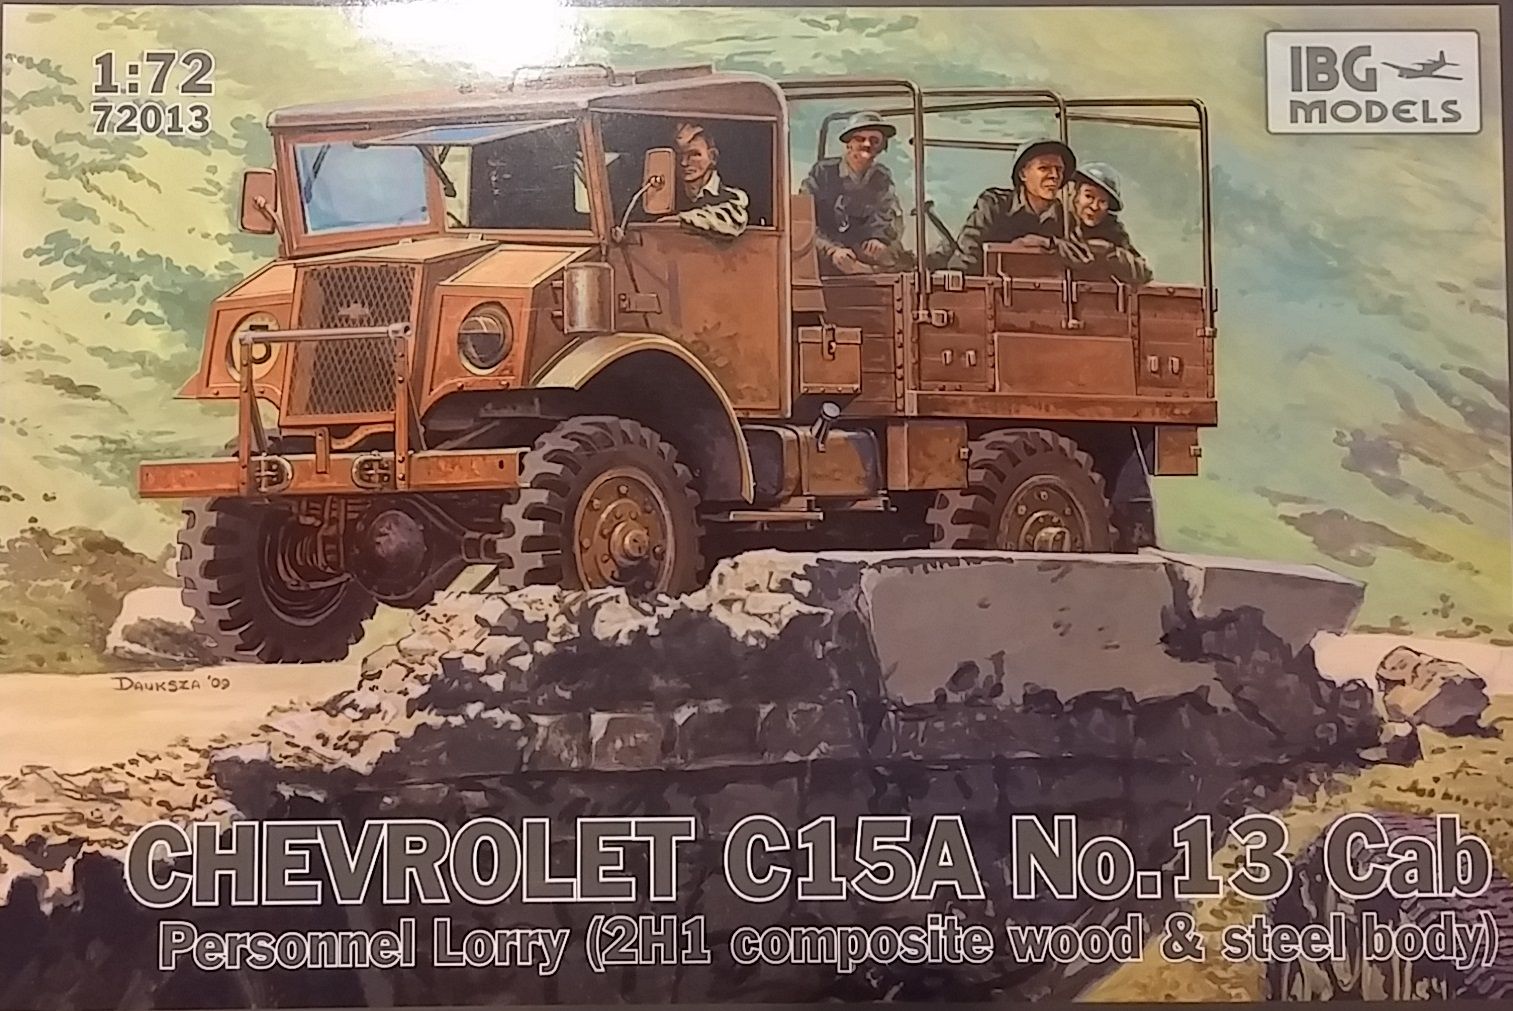 1:72
72013
IBG
MODELS
DAUKSZA '09
CHEVROLET C15A No.13 Cab
Personnel Lorry (2H1 composite wood & steel body)